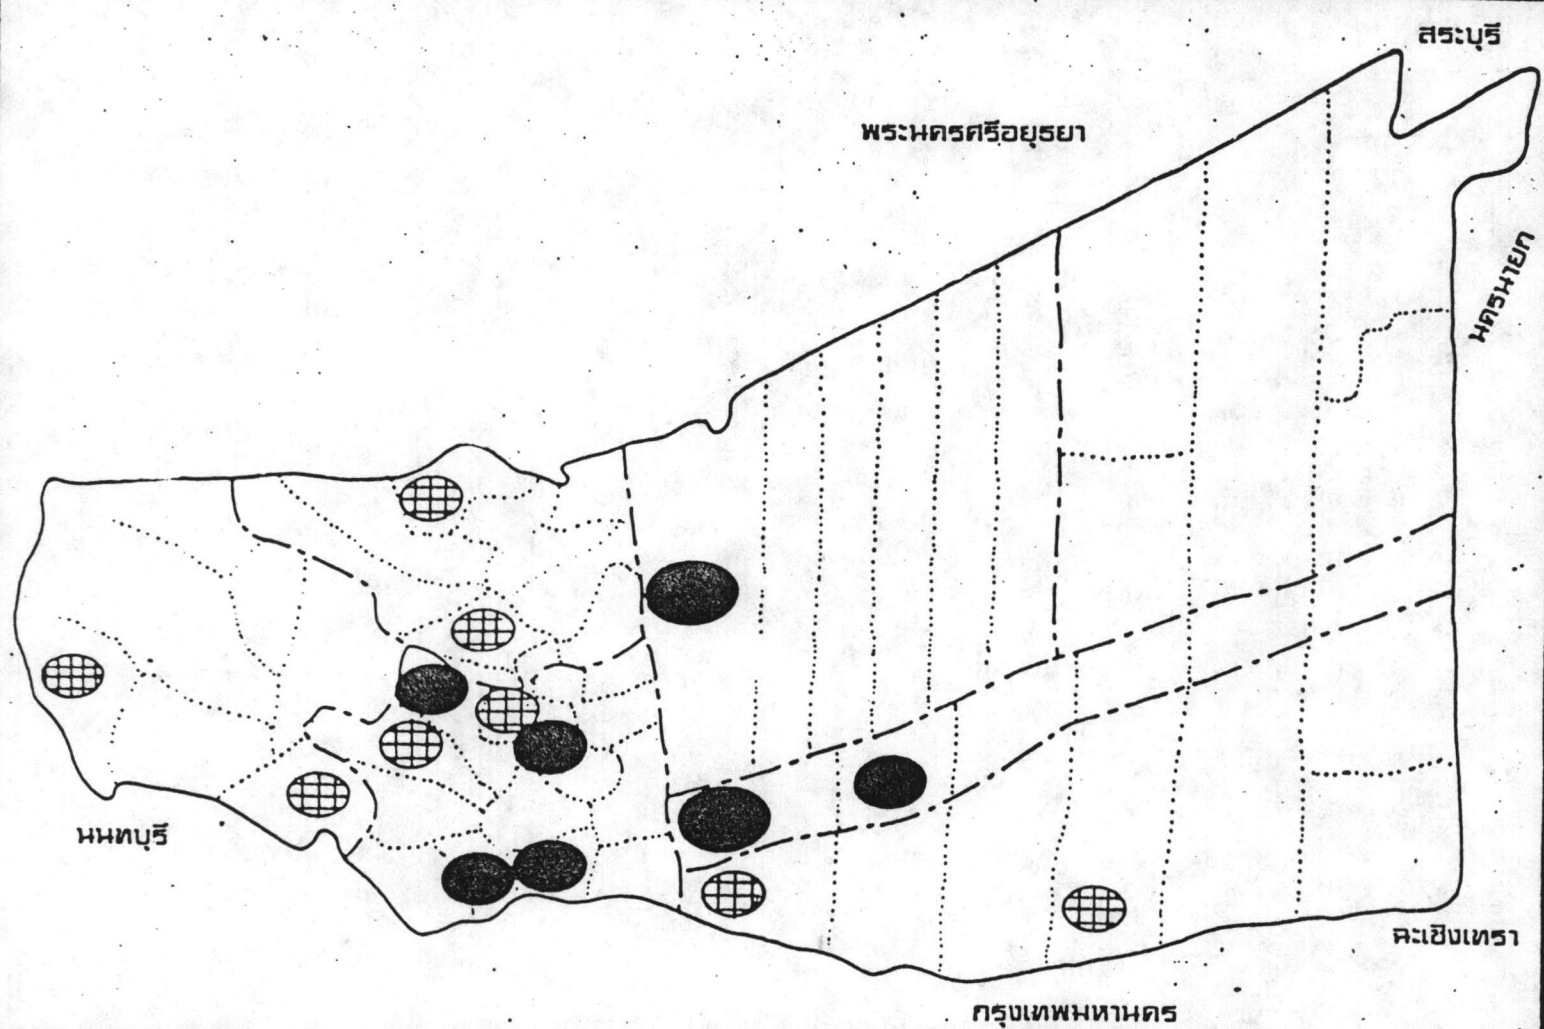 สระบุรี
พระนครศรีอยุธยา
นครนายก
นนทบุรี
ฉะเชิงเทรา
กรุงเทพมหานคร